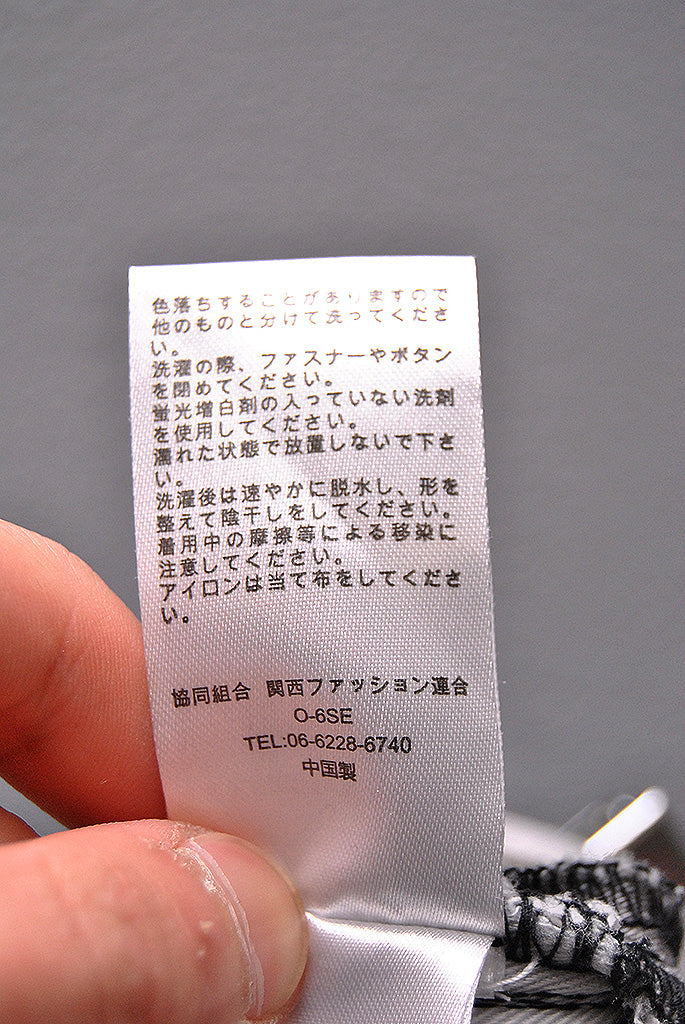 色落ちすることがありますので
他のものと分けて洗ってくださ
い。
洗濯の際、ファスナーやボタン
を閉めてください。
蛍光増白剤の入っていない洗剤
を使用してください。
濡れた状態で放置しないで下さ
い。
洗濯後は速やかに脱水し、形を
整えて陰干しをしてください。
着用中の摩擦等による移染に
注意してください。
アイロンは当て布をしてくださ
い。
協同組合 関西ファッション連合
O-6SE
TEL:06-6228-6740
中国製